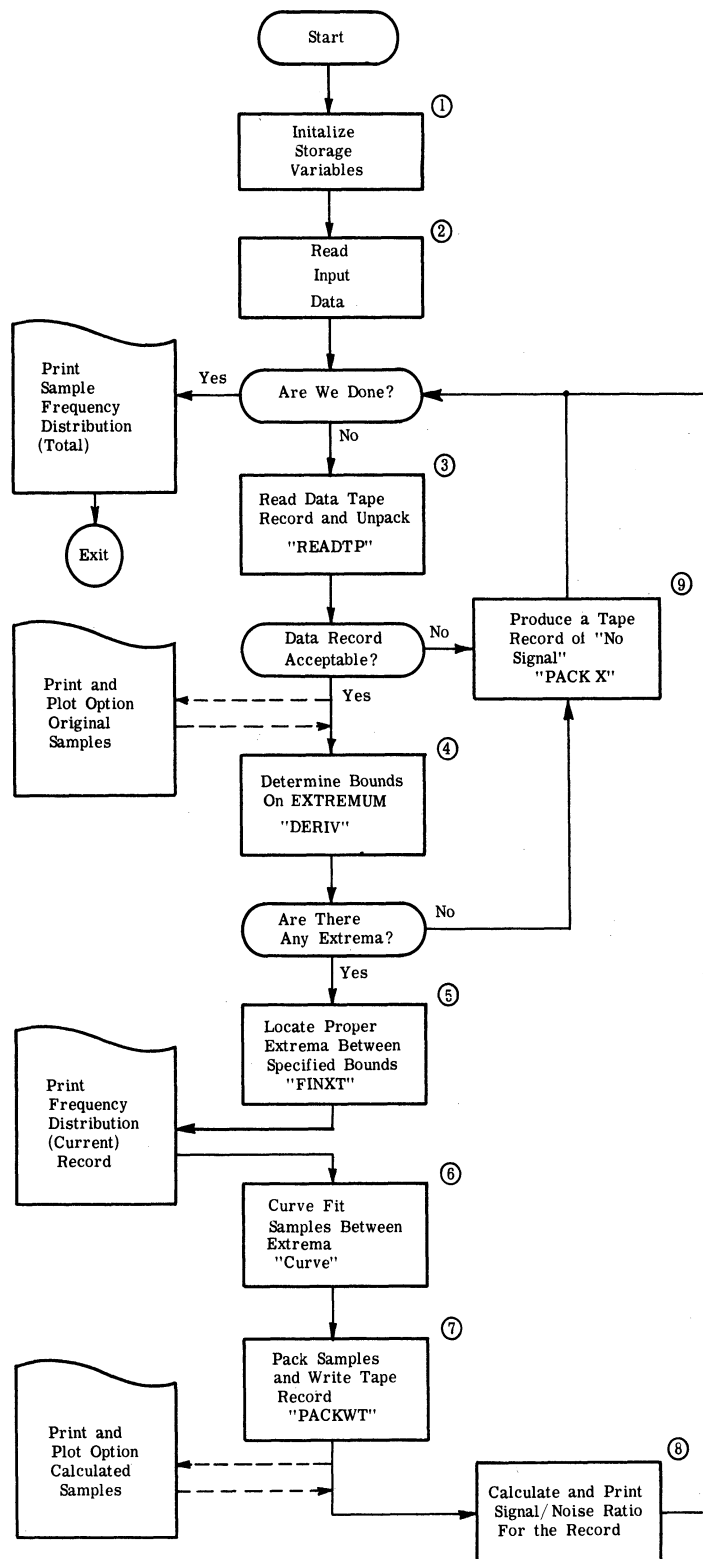 Start
①
Initalize
Storage
Variables
②
Read
Input
Data
Print
Sample
Frequency
Distribution
(Total)
Yes
Are We Done?
No
③
Read Data Tape
Record and Unpack
"READTP"
Exit
⑨
Produce a Tape
Record of "No
Signal"
"PACK X"
Data Record
Acceptable?
No
Yes
Print and
Plot Option
Original
Samples
④
Determine Bounds
On EXTREMUM
"DERIV"
Are There
Any Extrema?
No
Yes
⑤
Locate Proper
Extrema Between
Specified Bounds
"FINXT"
Print
Frequency
Distribution
(Current)
Record
⑥
Curve Fit
Samples Between
Extrema
"Curve"
⑦
Pack Samples
and Write Tape
Record
"PACKWT"
Print and
Plot Option
Calculated
Samples
⑧
Calculate and Print
Signal/Noise Ratio
For the Record